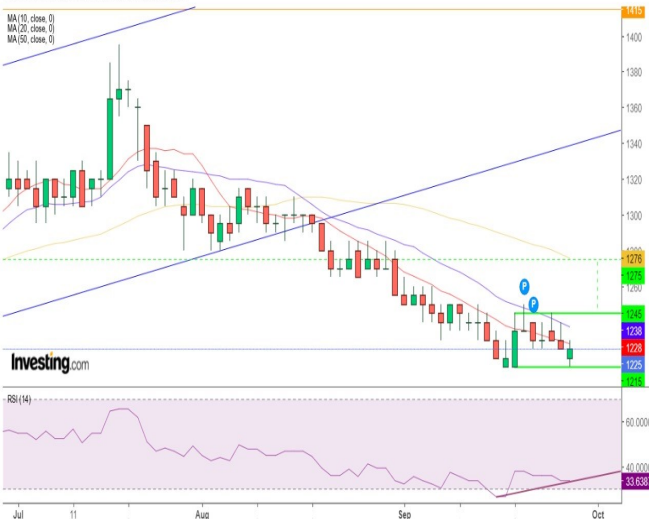 MA (10, close, 0)
MA (20, close, 0)
MA (50, close, 0)
1415
1400
1380
1360
1340
1320
1300
1280
1276
1275
1260
1245
1238
1228
1225
1215
P
P
Investing.com
RSI (14)
60.0000
40.0000
33.6387
Jul
11
Aug
Sep
Oct